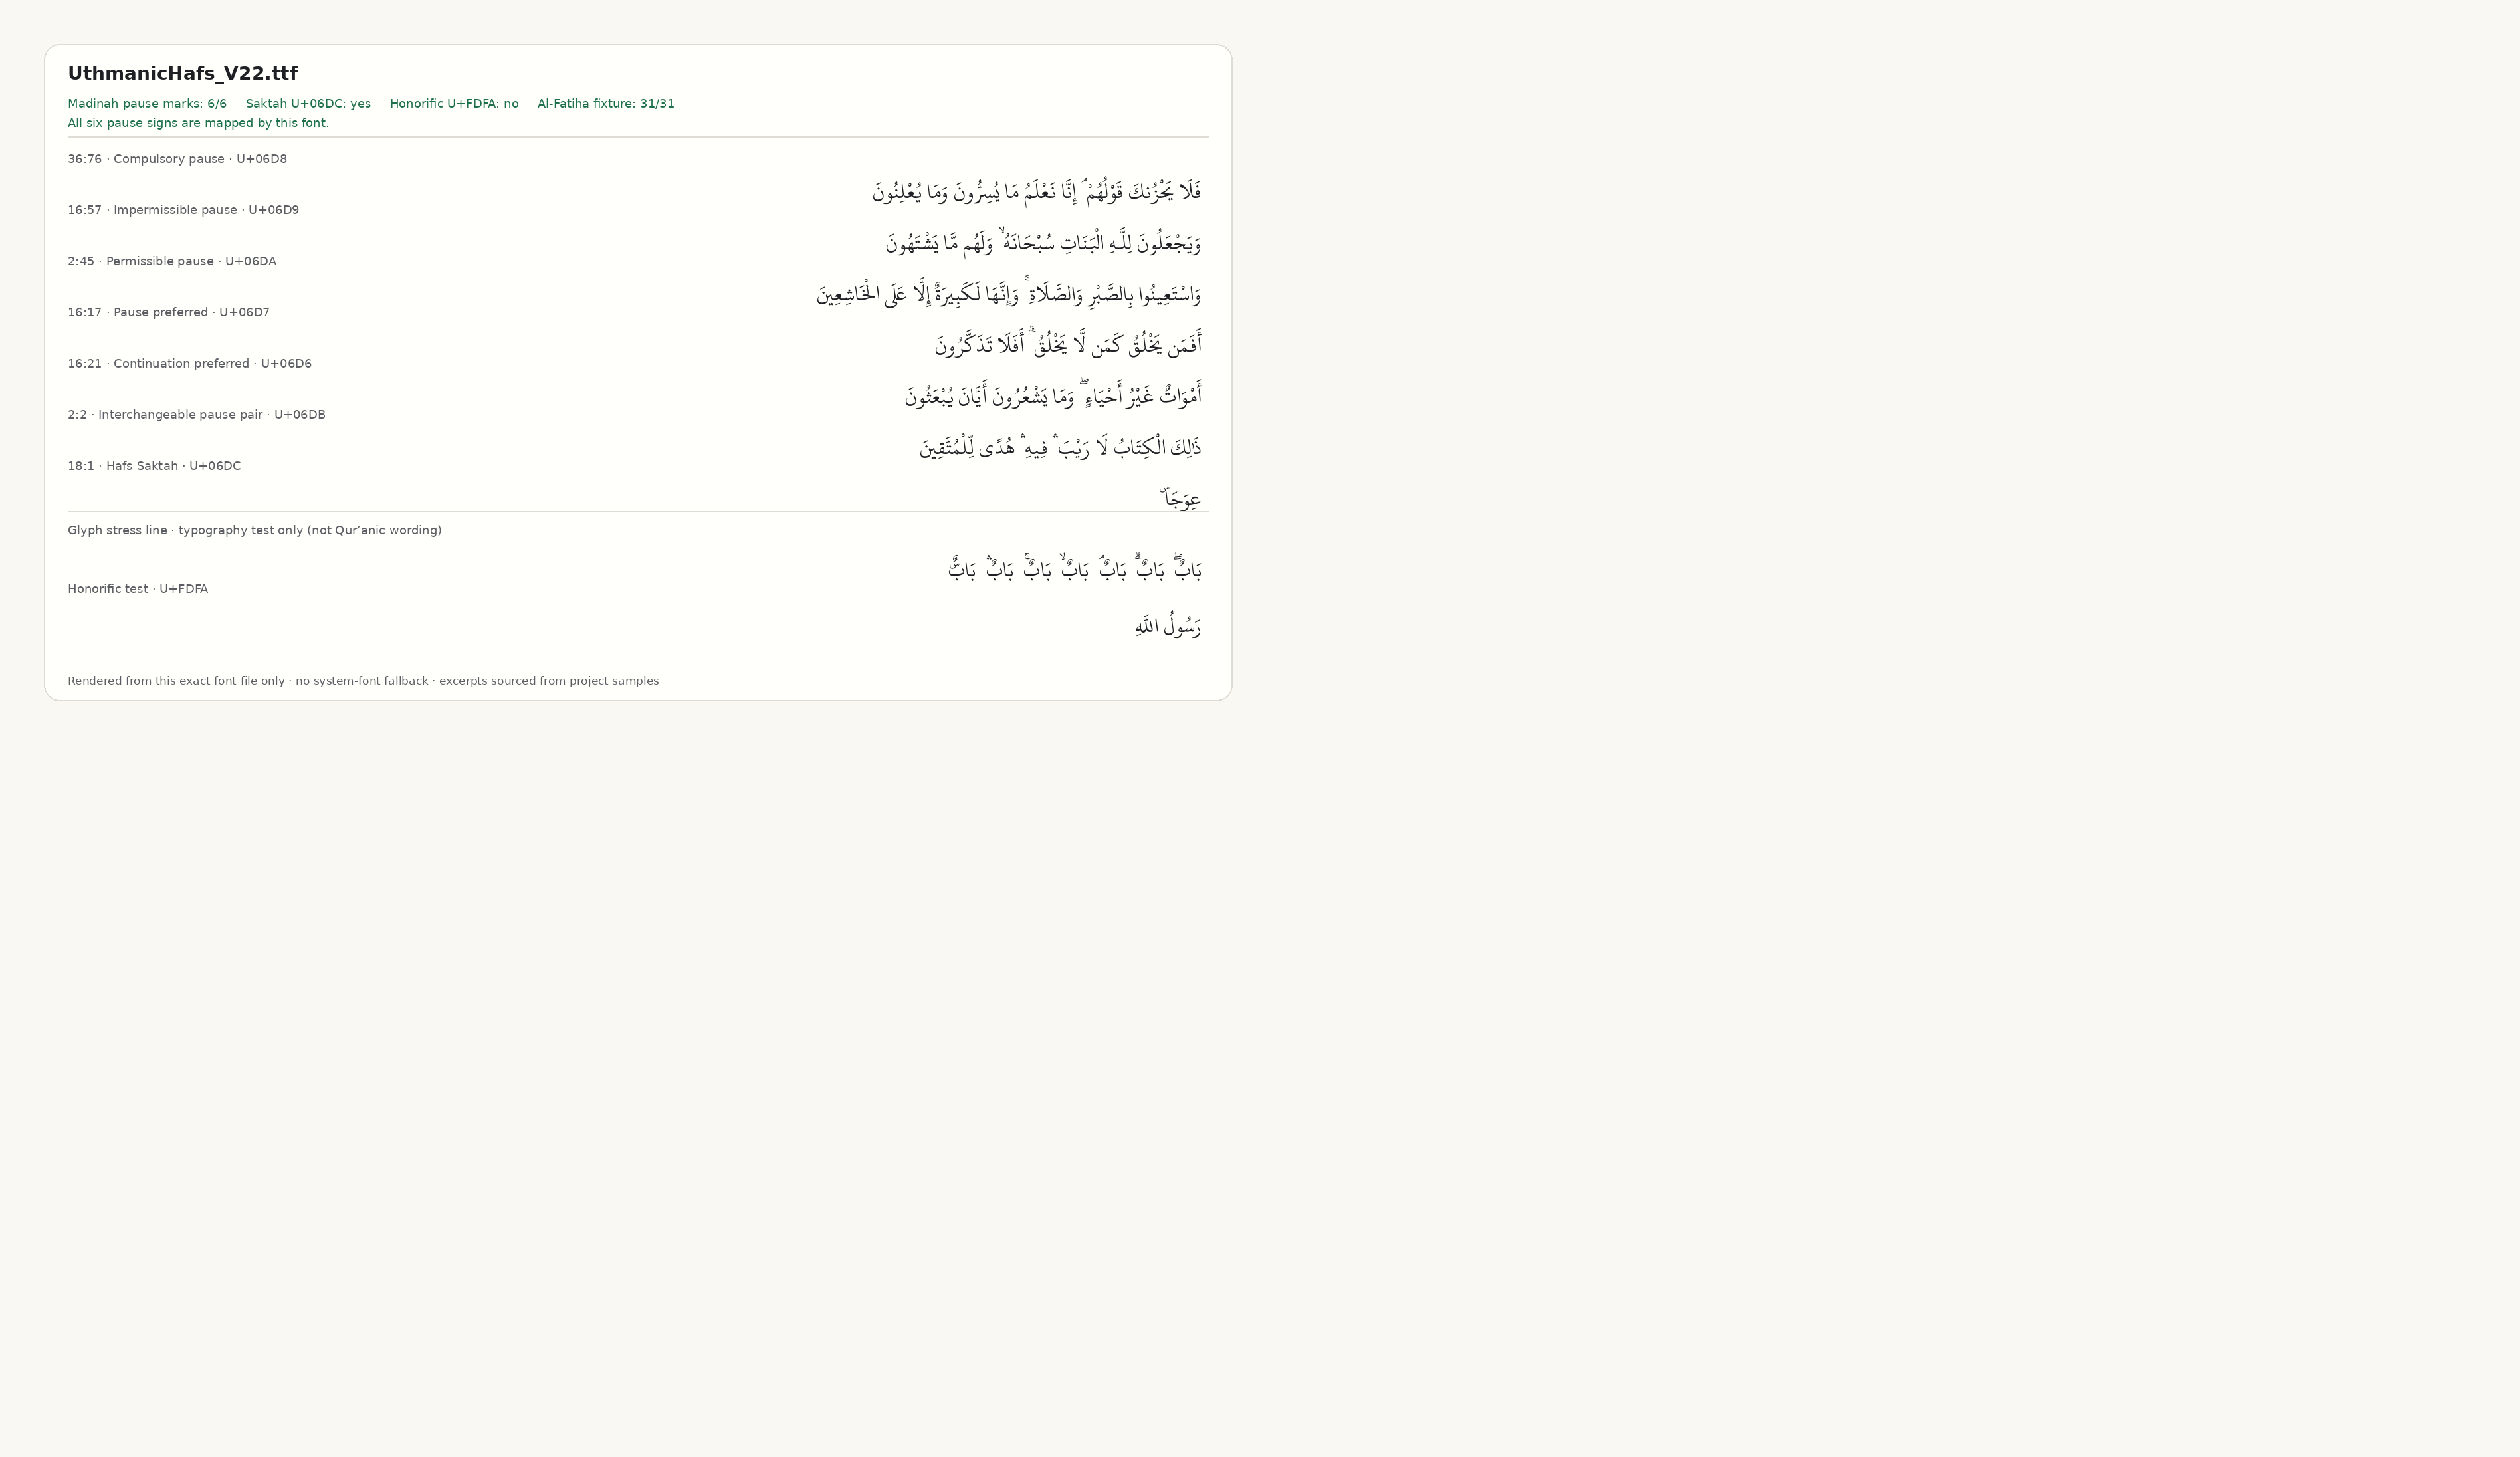 UthmanicHafs_V22.ttf
Madinah pause marks: 6/6 Saktah U+06DC: yes Honorific U+FDFA: no Al-Fatiha fixture: 31/31
All six pause signs are mapped by this font.
36:76 · Compulsory pause · U+06D8
فَلَا يَحْزُنكَ قَوْلُهُمْ ۘ إِنَّا نَعْلَمُ مَا يُسِرُّونَ وَمَا يُعْلِنُونَ
16:57 · Impermissible pause · U+06D9
وَيَجْعَلُونَ لِلَّهِ الْبَنَاتِ سُبْحَانَهُ ۙ وَلَهُم مَّا يَشْتَهُونَ
2:45 · Permissible pause · U+06DA
وَاسْتَعِينُوا بِالصَّبْرِ وَالصَّلَاةِ ۚ وَإِنَّهَا لَكَبِيرَةٌ إِلَّا عَلَى الْخَاشِعِينَ
16:17 · Pause preferred · U+06D7
أَفَمَن يَخْلُقُ كَمَن لَّا يَخْلُقُ ۗ أَفَلَا تَذَكَّرُونَ
16:21 · Continuation preferred · U+06D6
أَمْوَاتٌ غَيْرُ أَحْيَاءٍ ۖ وَمَا يَشْعُرُونَ أَيَّانَ يُبْعَثُونَ
2:2 · Interchangeable pause pair · U+06DB
ذَٰلِكَ الْكِتَابُ لَا رَيْبَ ۛ فِيهِ ۛ هُدًى لِّلْمُتَّقِينَ
18:1 · Hafs Saktah · U+06DC
عِوَجَاۜ
Glyph stress line · typography test only (not Qur’anic wording)
بَابٌۖ بَابٌۗ بَابٌۘ بَابٌۙ بَابٌۚ بَابٌۛ بَابٌۜ
Honorific test · U+FDFA
رَسُولُ اللَّهِ
Rendered from this exact font file only · no system-font fallback · excerpts sourced from project samples